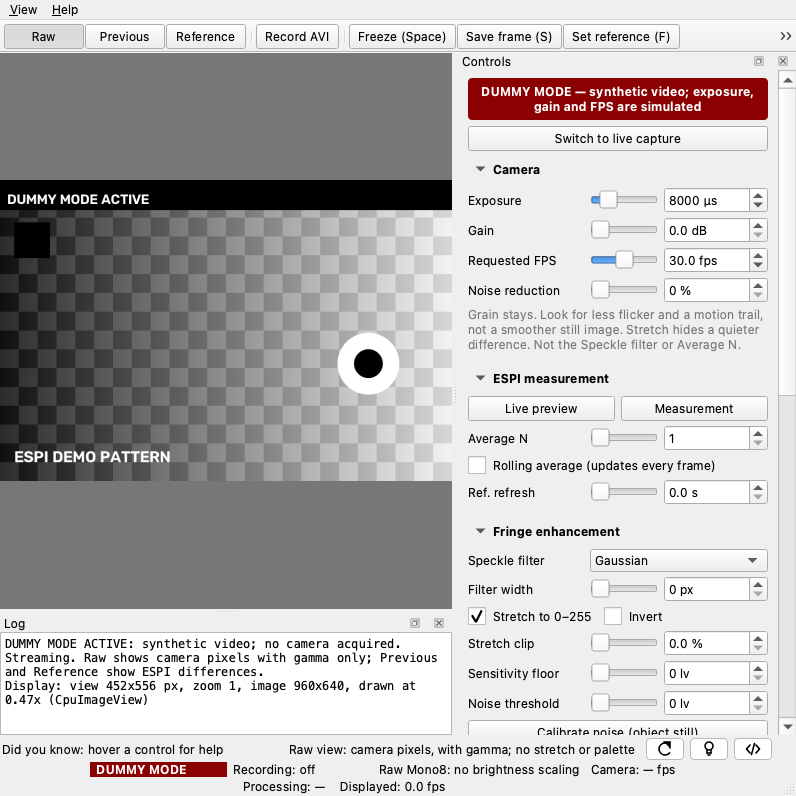 View Help
Raw Previous Reference Record AVI Freeze (Space) Save frame (S) Set reference (F)
Controls
DUMMY MODE — synthetic video; exposure,
gain and FPS are simulated
Switch to live capture
Camera
Exposure 8000 µs
Gain 0.0 dB
Requested FPS 30.0 fps
Noise reduction 0 %
Grain stays. Look for less flicker and a motion trail,
not a smoother still image. Stretch hides a quieter
difference. Not the Speckle filter or Average N.
ESPI measurement
Live preview Measurement
Average N 1
Rolling average (updates every frame)
Ref. refresh 0.0 s
Fringe enhancement
Speckle filter Gaussian
Filter width 0 px
Stretch to 0–255 Invert
Stretch clip 0.0 %
Sensitivity floor 0 lv
Noise threshold 0 lv
Calibrate noise (object still)
DUMMY MODE ACTIVE
ESPI DEMO PATTERN
Log
DUMMY MODE ACTIVE: synthetic video; no camera acquired.
Streaming. Raw shows camera pixels with gamma only; Previous
and Reference show ESPI differences.
Display: view 452x556 px, zoom 1, image 960x640, drawn at
0.47x (CpuImageView)
Did you know: hover a control for help Raw view: camera pixels, with gamma; no stretch or palette
DUMMY MODE Recording: off Raw Mono8: no brightness scaling Camera: — fps
Processing: — Displayed: 0.0 fps